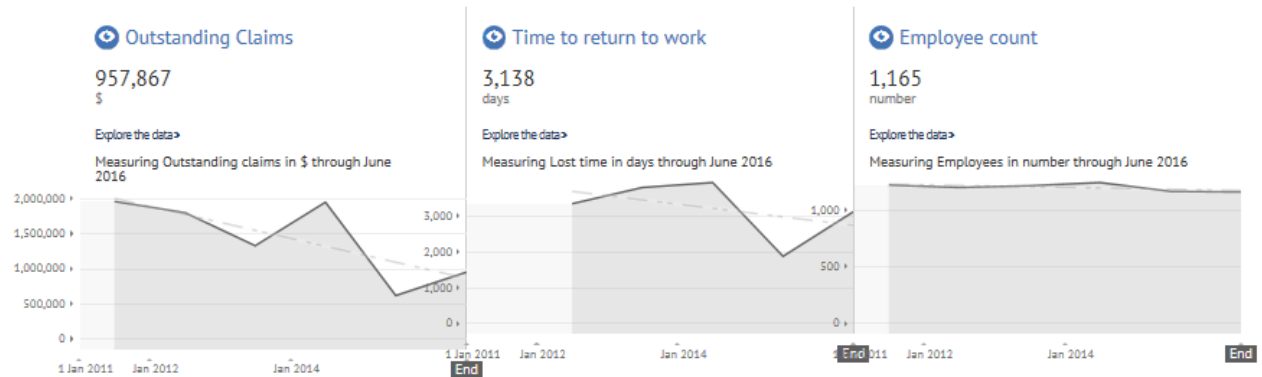 Outstanding Claims
957,867
$
Explore the data>
Measuring Outstanding claims in $ through June
2016
2,000,000
1,500,000
1,000,000
500,000
0
1 Jan 2011 Jan 2012 Jan 2014 End
Time to return to work
3,138
days
Explore the data>
Measuring Lost time in days through June 2016
3,000
2,000
1,000
0
1 Jan 2011 Jan 2012 Jan 2014 End
Employee count
1,165
number
Explore the data>
Measuring Employees in number through June 2016
1,000
500
0
011 Jan 2012 Jan 2014 End